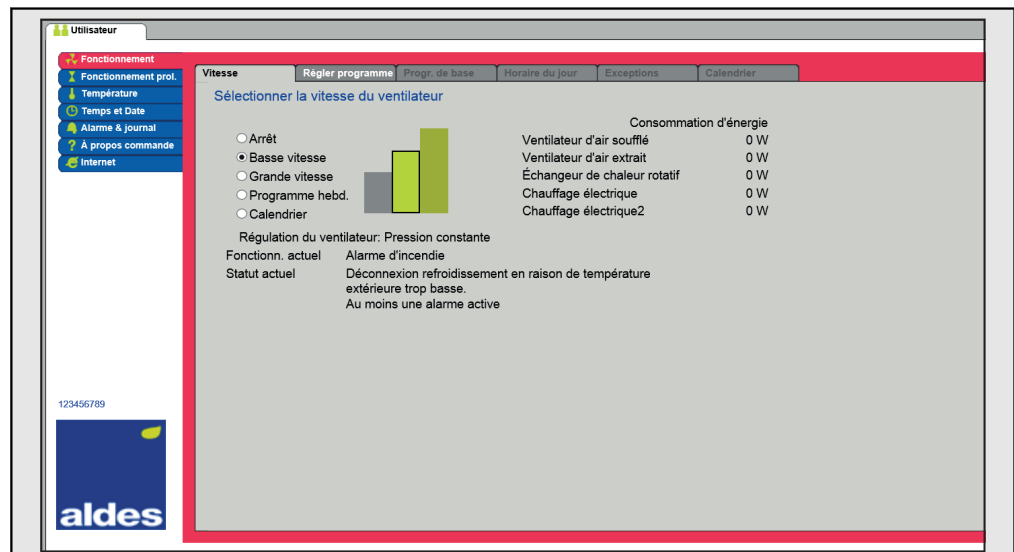 Utilisateur
Fonctionnement
Fonctionnement prol.
Température
Temps et Date
Alarme & journal
À propos commande
Internet
Vitesse Règler programme Progr. de base Horaire du jour Exceptions Calendrier
Sélectionner la vitesse du ventilateur
Arrêt
Basse vitesse
Grande vitesse
Programme hebd.
Calendrier
Consommation d'énergie
Ventilateur d'air soufflé 0 W
Ventilateur d'air extrait 0 W
Échangeur de chaleur rotatif 0 W
Chauffage électrique 0 W
Chauffage électrique2 0 W
Régulation du ventilateur: Pression constante
Fonctionn. actuel Alarme d'incendie
Statut actuel Déconnexion refroidissement en raison de température
extérieure trop basse.
Au moins une alarme active
123456789
aldes